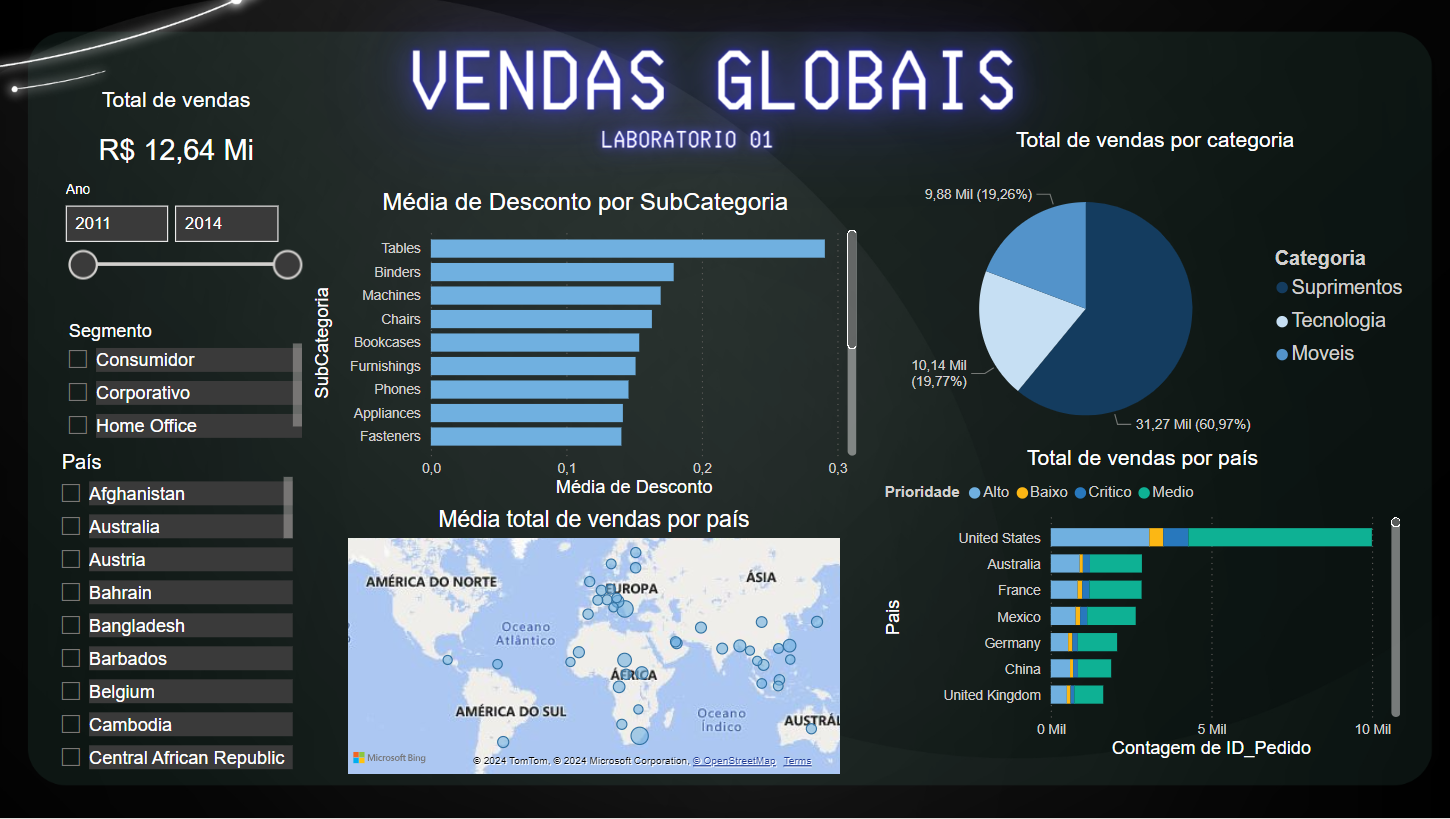 VENDAS GLOBAIS
LABORATORIO 01
Total de vendas
R$ 12,64 Mi
Ano
2011
2014
Segmento
Consumidor
Corporativo
Home Office
País
Afghanistan
Australia
Austria
Bahrain
Bangladesh
Barbados
Belgium
Cambodia
Central African Republic
Média de Desconto por SubCategoria
SubCategoria
Tables
Binders
Machines
Chairs
Bookcases
Furnishings
Phones
Appliances
Fasteners
0,0
0,1
0,2
0,3
Média de Desconto
Média total de vendas por país
AMÉRICA DO NORTE
EUROPA
ÁSIA
Oceano
Atlântico
ÁFRICA
AMÉRICA DO SUL
Oceano
Índico
AUSTRÁL
Microsoft Bing
© 2024 TomTom, © 2024 Microsoft Corporation, © OpenStreetMap Terms
Total de vendas por categoria
9,88 Mil (19,26%)
10,14 Mil
(19,77%)
31,27 Mil (60,97%)
Categoria
Suprimentos
Tecnologia
Moveis
Total de vendas por país
Prioridade Alto Baixo Critico Medio
Pais
United States
Australia
France
Mexico
Germany
China
United Kingdom
0 Mil
5 Mil
10 Mil
Contagem de ID_Pedido